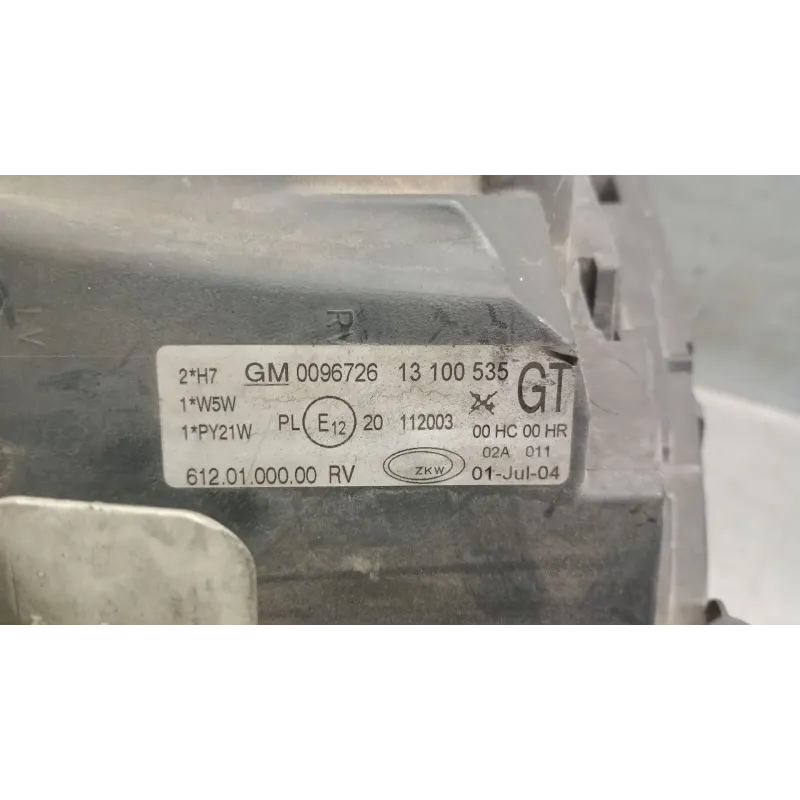 2*H7 GM 0096726 13 100 535 GT
1*W5W
1*PY21W PL E12 20 112003 00 HC 00 HR
02A 011
612.01.000.00 RV ZKW 01-Jul-04
RV